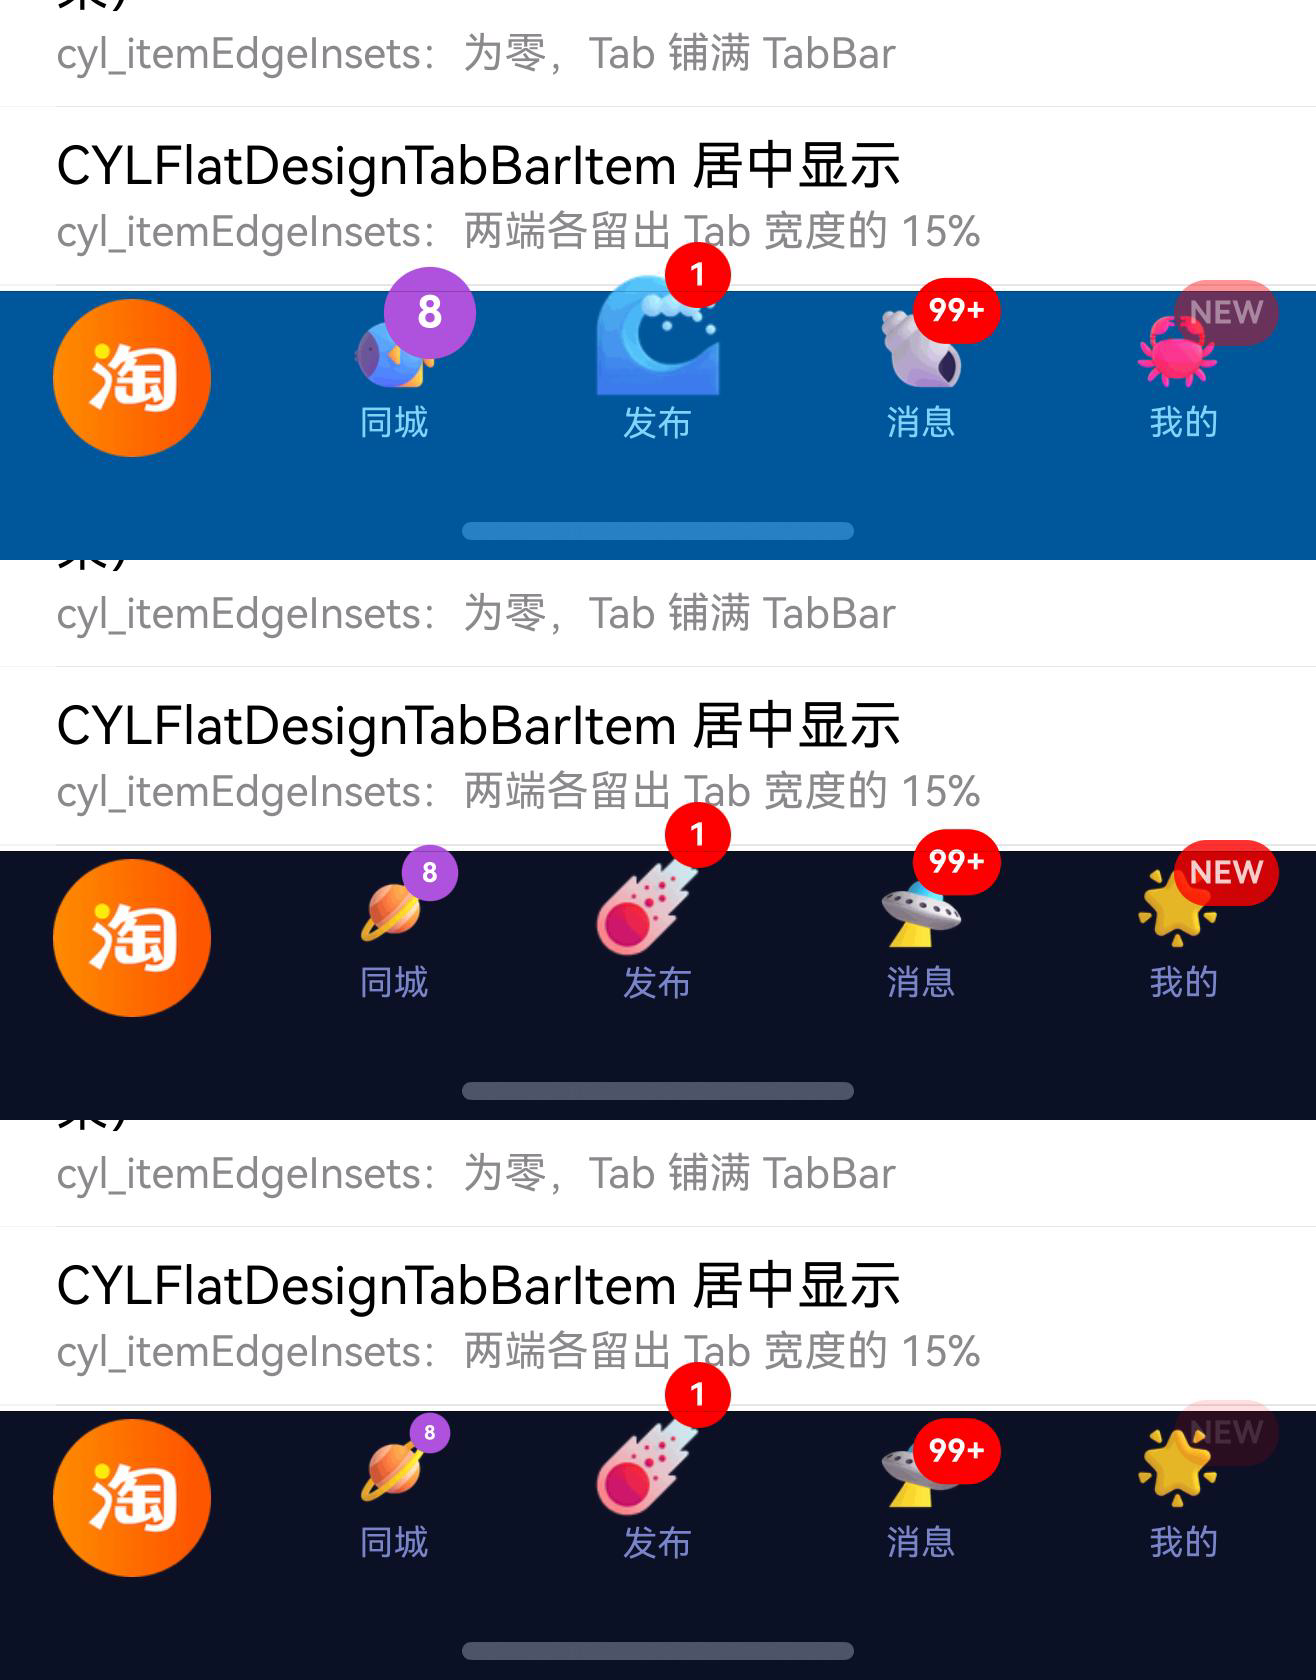 cyl_itemEdgeInsets：为零，Tab 铺满 TabBar
CYLFlatDesignTabBarItem 居中显示
cyl_itemEdgeInsets：两端各留出 Tab 宽度的 15%
8
1
99+
NEW
淘
同城
发布
消息
我的
cyl_itemEdgeInsets：为零，Tab 铺满 TabBar
CYLFlatDesignTabBarItem 居中显示
cyl_itemEdgeInsets：两端各留出 Tab 宽度的 15%
8
1
99+
NEW
淘
同城
发布
消息
我的
cyl_itemEdgeInsets：为零，Tab 铺满 TabBar
CYLFlatDesignTabBarItem 居中显示
cyl_itemEdgeInsets：两端各留出 Tab 宽度的 15%
8
1
99+
NEW
淘
同城
发布
消息
我的